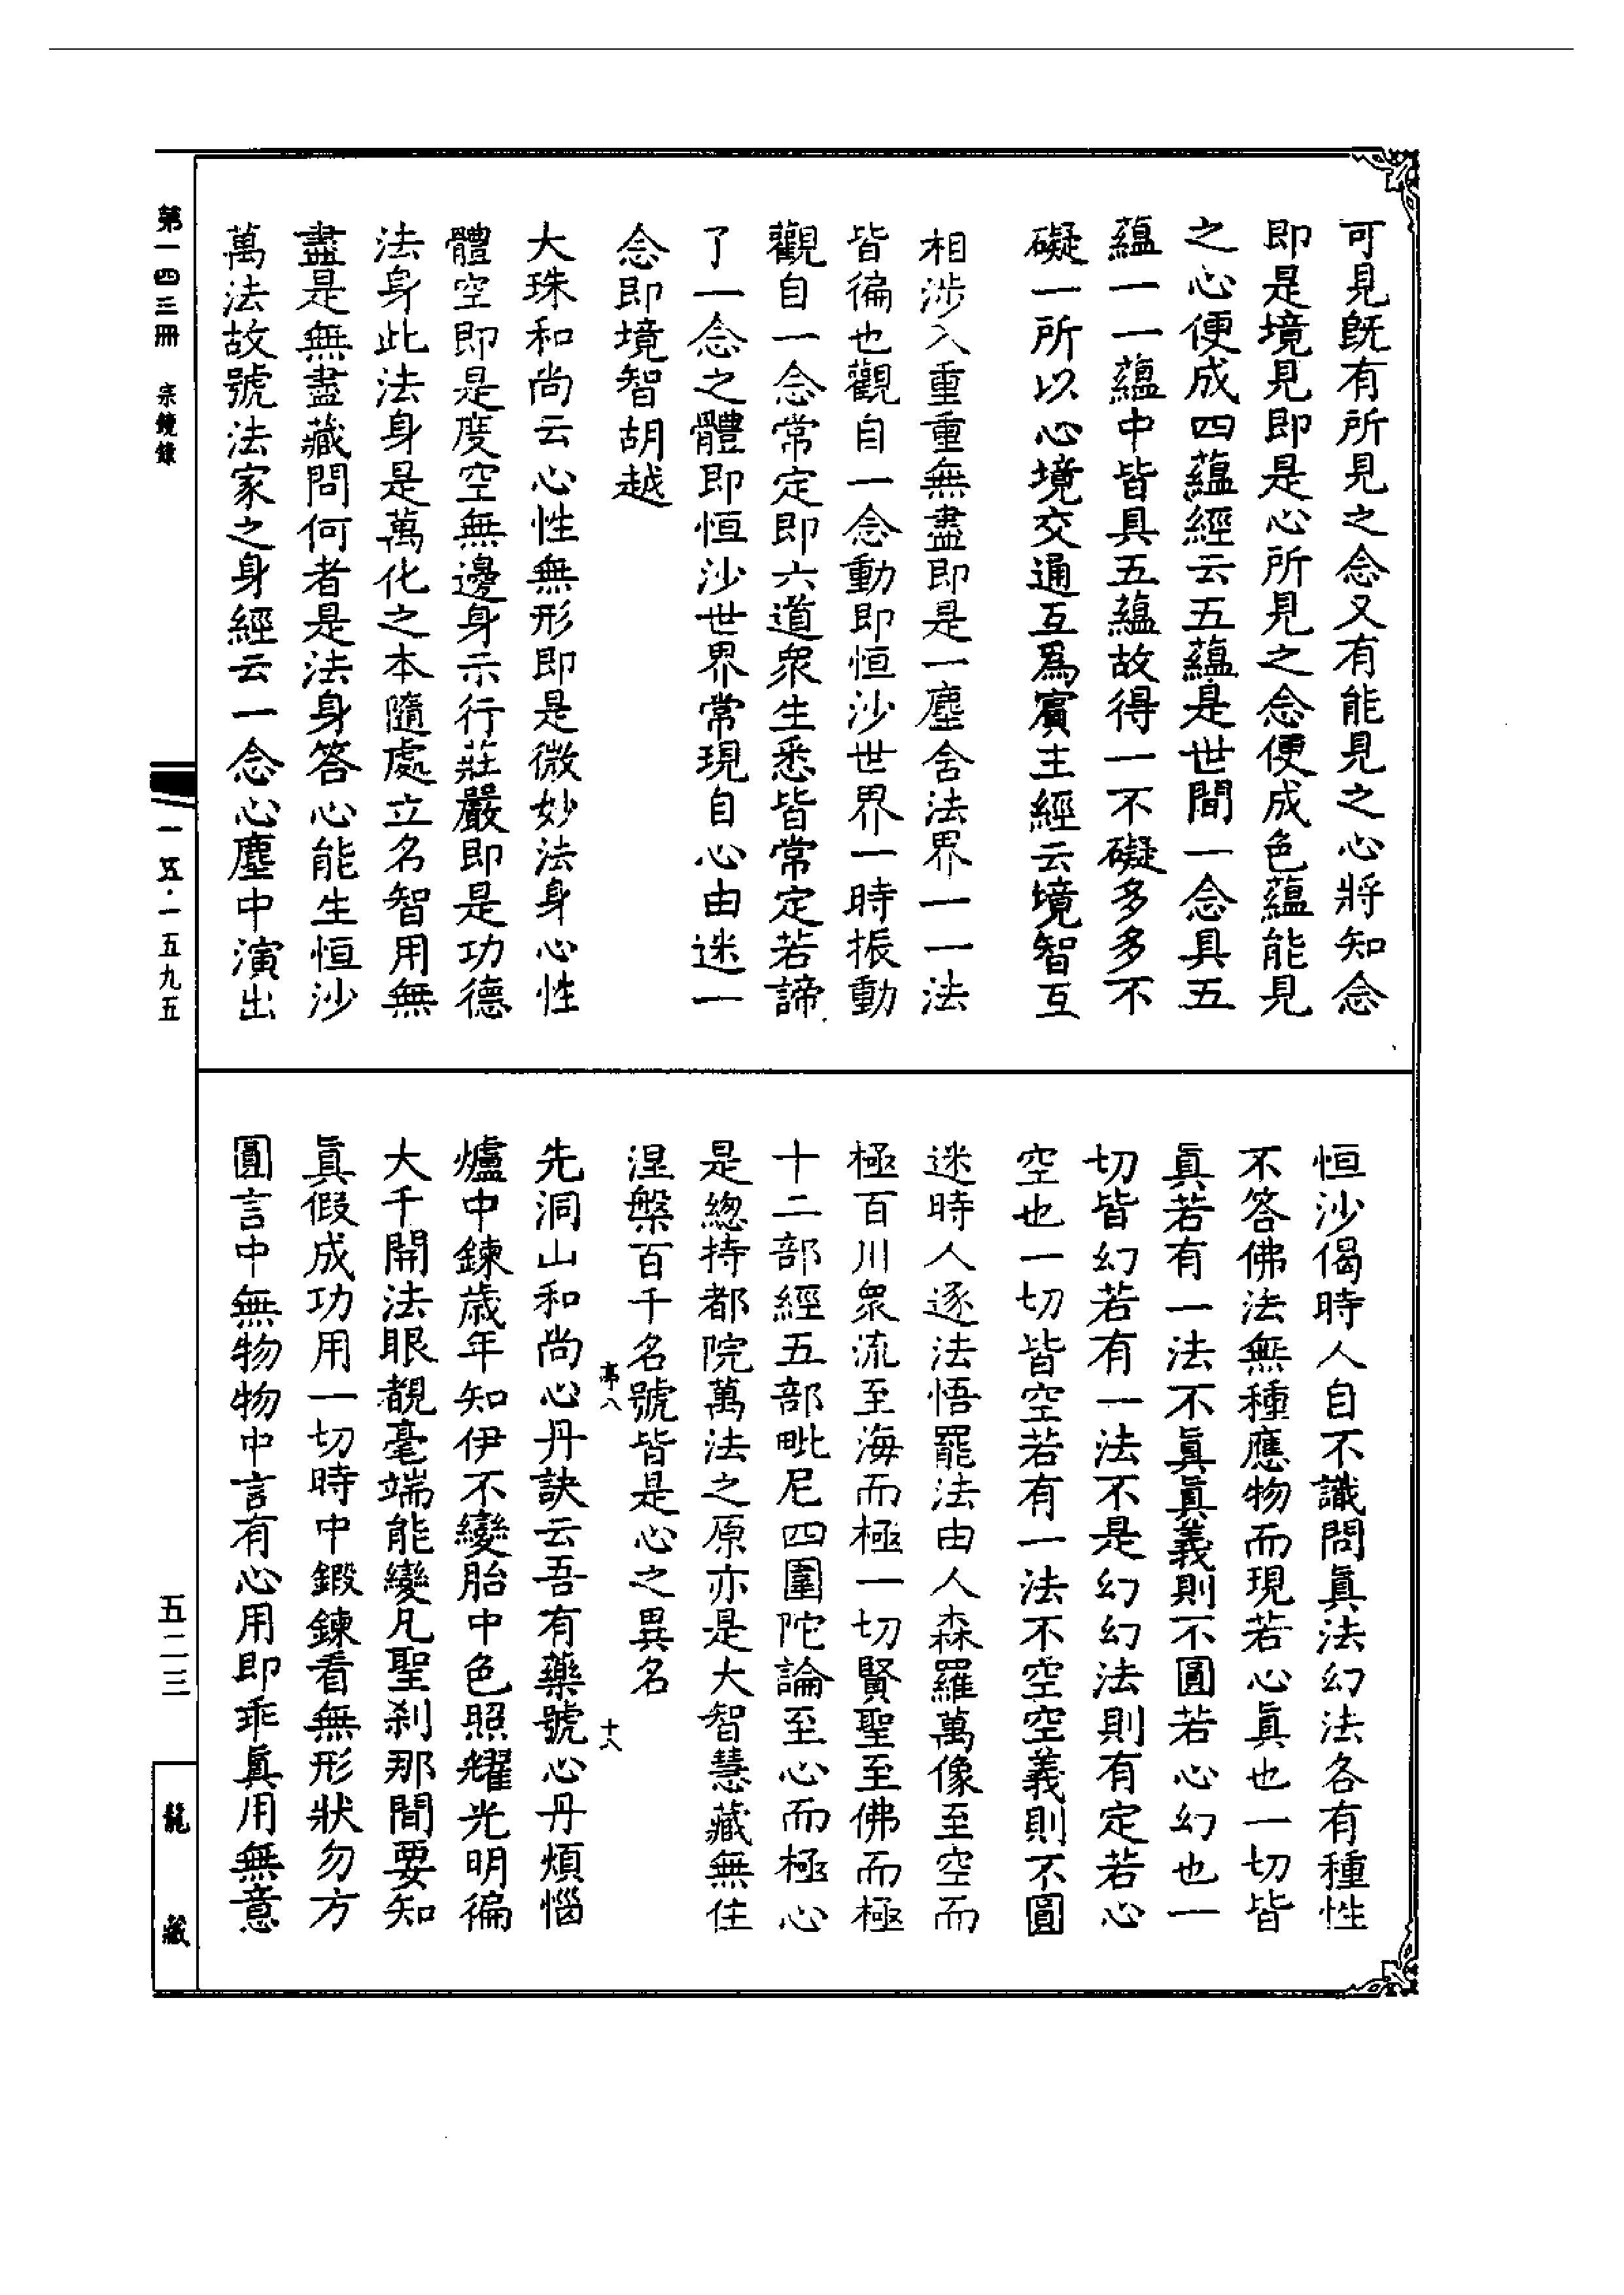 可見既有所見之念又有能見之心將知念
即是境見即是心所見之念便成色蘊能見
之心便成四蘊經云五蘊是世間一念具五
蘊一一蘊中皆具五蘊故得一不礙多多不
礙一所以心境交通互爲賔主經云境智互
相涉入重重無盡即是一塵含法界一一法
皆徧也觀自一念動即恒沙世界一時振動
觀自一念常定即六道衆生悉皆常定若諦
了一念之體即恒沙世界常現自心由迷一
念即境智胡越
大珠和尚云心性無形即是微妙法身心性
體空即是虗空無邊身示行莊嚴即是功德
法身此法身是萬化之本隨處立名智用無
盡是無盡藏問何者是法身答心能生恒沙
萬法故號法家之身經云一念心塵中演出
恒沙偈時人自不識問眞法幻法各有種性
不答佛法無種應物而現若心眞也一切皆
眞若有一法不眞眞義則不圓若心幻也一
切皆幻若有一法不是幻幻法則有定若心
空也一切皆空若有一法不空空義則不圓
迷時人逐法悟罷法由人森羅萬像至空而
極百川衆流至海而極一切賢聖至佛而極
十二部經五部毗尼四圍陀論至心而極心
是緫持都院萬法之原亦是大智慧藏無住
涅槃百千名號皆是心之異名
亭八
十八
先洞山和尚心丹訣云吾有藥號心丹煩惱
爐中鍊歲年知伊不變胎中色照耀光明徧
大千開法眼覩毫端能變凡聖刹那間要知
眞假成功用一切時中鍛鍊看無形狀勿方
圓言中無物物中言有心用即乖眞用無意
第一四三冊
宗鏡錄
一五·一五九五
五二三
龍藏